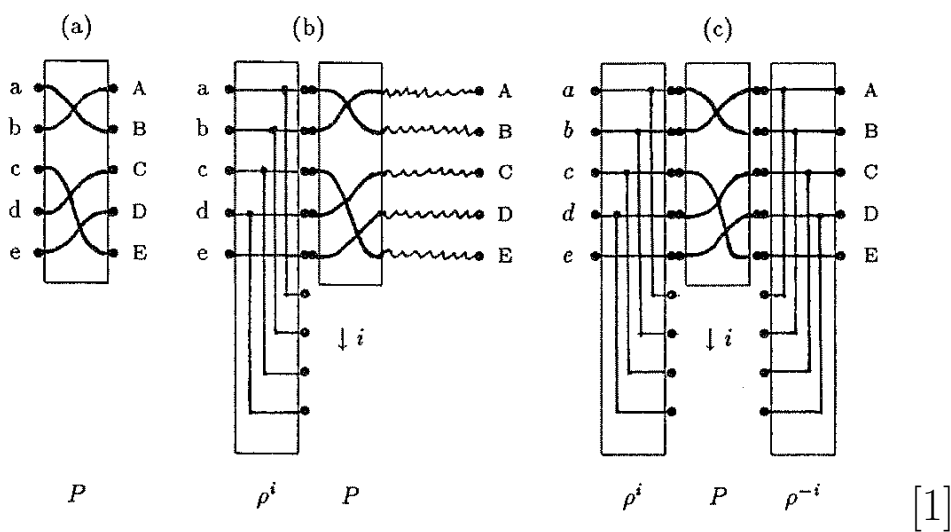 (a) (b) (c)
a A a A a A
b B b B b B
c C c C c C
d D d D d D
e E e E e E
↓ i ↓ i
P ρ^i P ρ^i P ρ^{-i} [1]